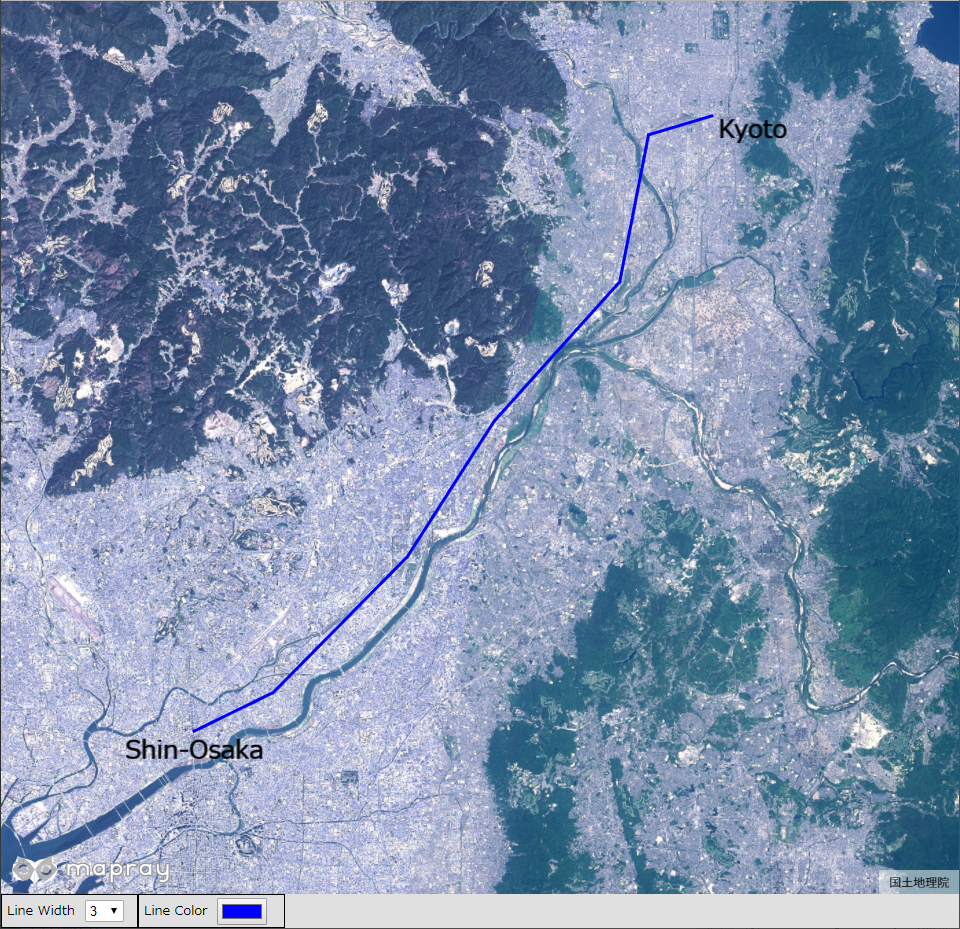 Kyoto
Shin-Osaka
mapray
国土地理院
Line Width 3 Line Color